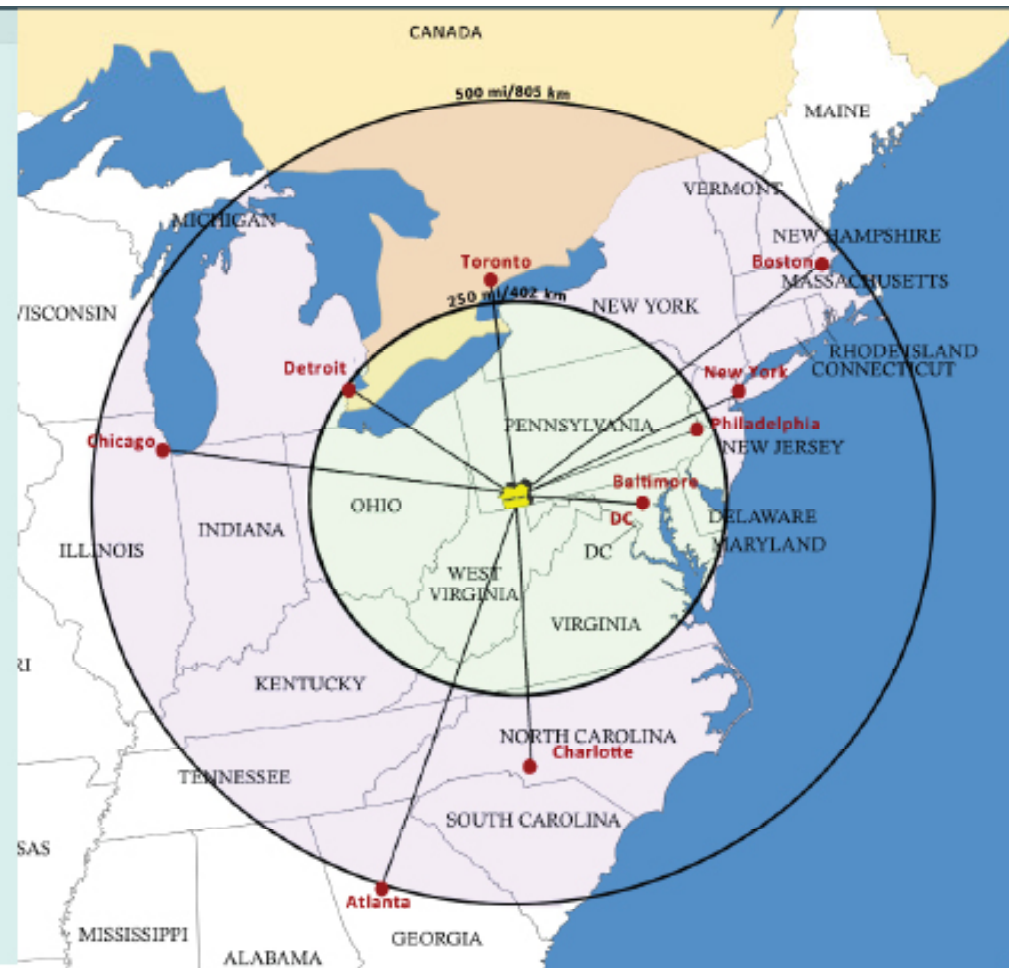 CANADA
500 mi/805 km
MAINE
VERMONT
MICHIGAN
NEW HAMPSHIRE
Toronto
Boston
MASSACHUSETTS
250 mi/402 km
NEW YORK
VISCONSIN
RHODE ISLAND
CONNECTICUT
Detroit
New York
PENNSYLVANIA
Philadelphia
Chicago
NEW JERSEY
Baltimore
OHIO
DC
DELAWARE
INDIANA
ILLINOIS
DC
MARYLAND
WEST
VIRGINIA
VIRGINIA
RI
KENTUCKY
NORTH CAROLINA
Charlotte
TENNESSEE
SOUTH CAROLINA
SAS
Atlanta
MISSISSIPPI
GEORGIA
ALABAMA